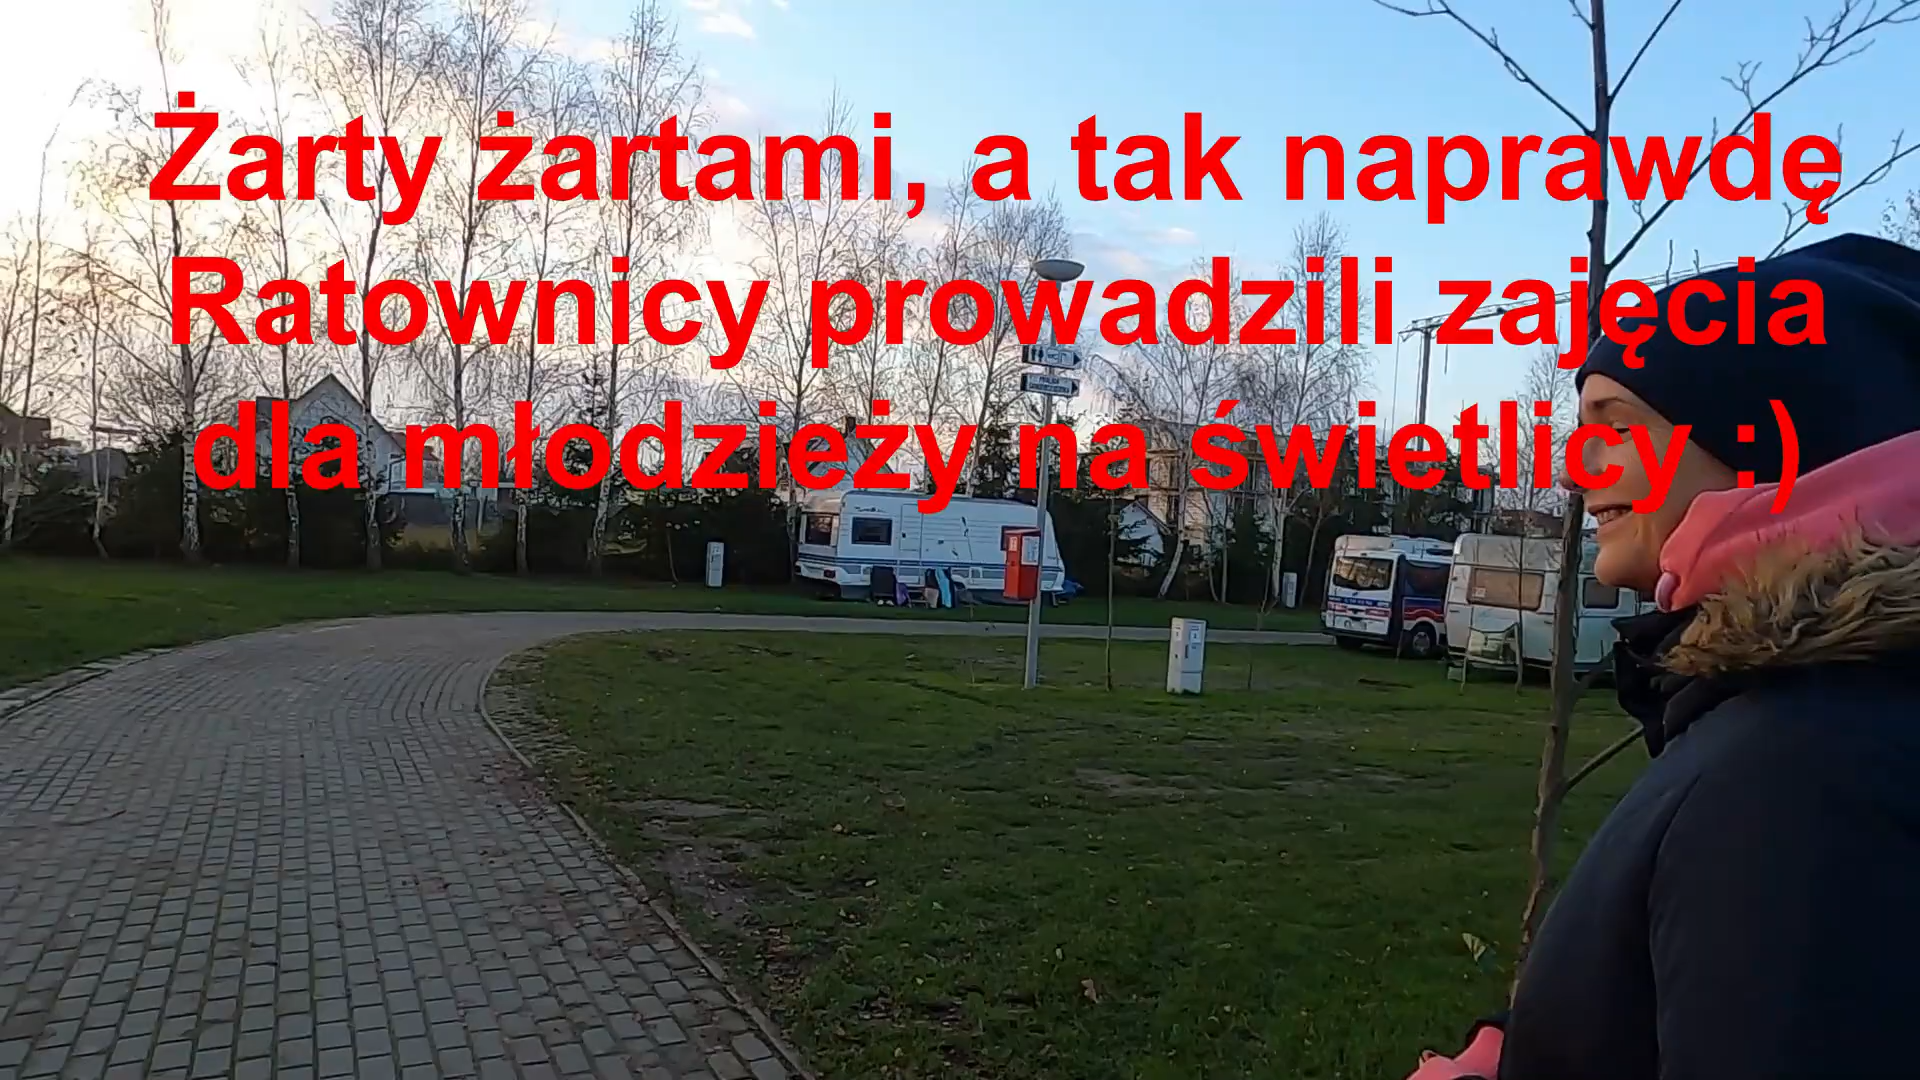 Żarty żartami, a tak naprawdę
Ratownicy prowadzili zajęcia
dla młodzieży na świetlicy :)